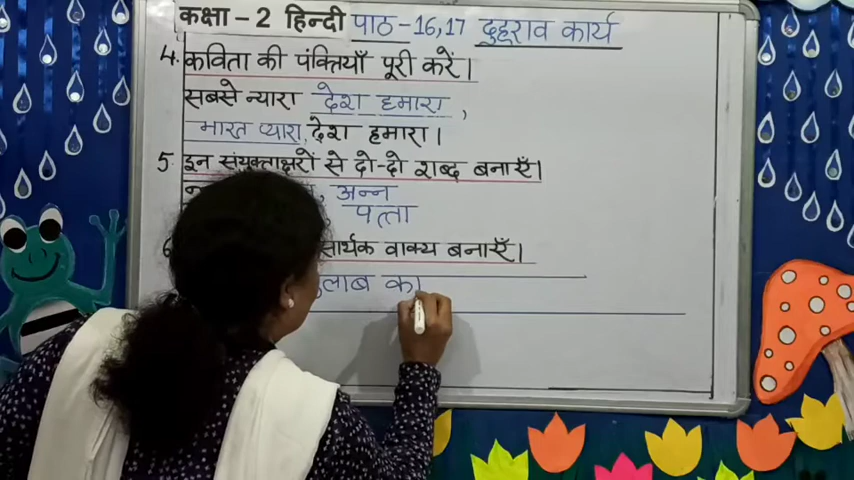 कक्षा - 2 हिन्दी पाठ - 16,17 दुहराव कार्य
4. कविता की पंक्तियाँ पूरी करें।
सबसे न्यारा देश हमारा,
भारत प्यारा, देश हमारा।
5. इन संयुक्ताक्षरों से दो-दो शब्द बनाएँ।
अन्न
पत्ता
सार्थक वाक्य बनाएँ।
का